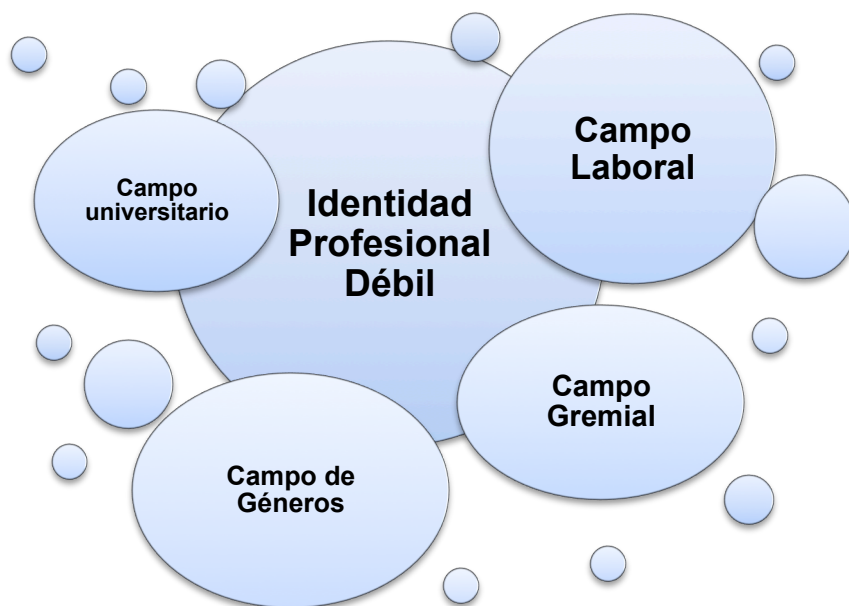 Campo
Laboral
Campo
universitario
Identidad
Profesional
Débil
Campo
Gremial
Campo de
Géneros